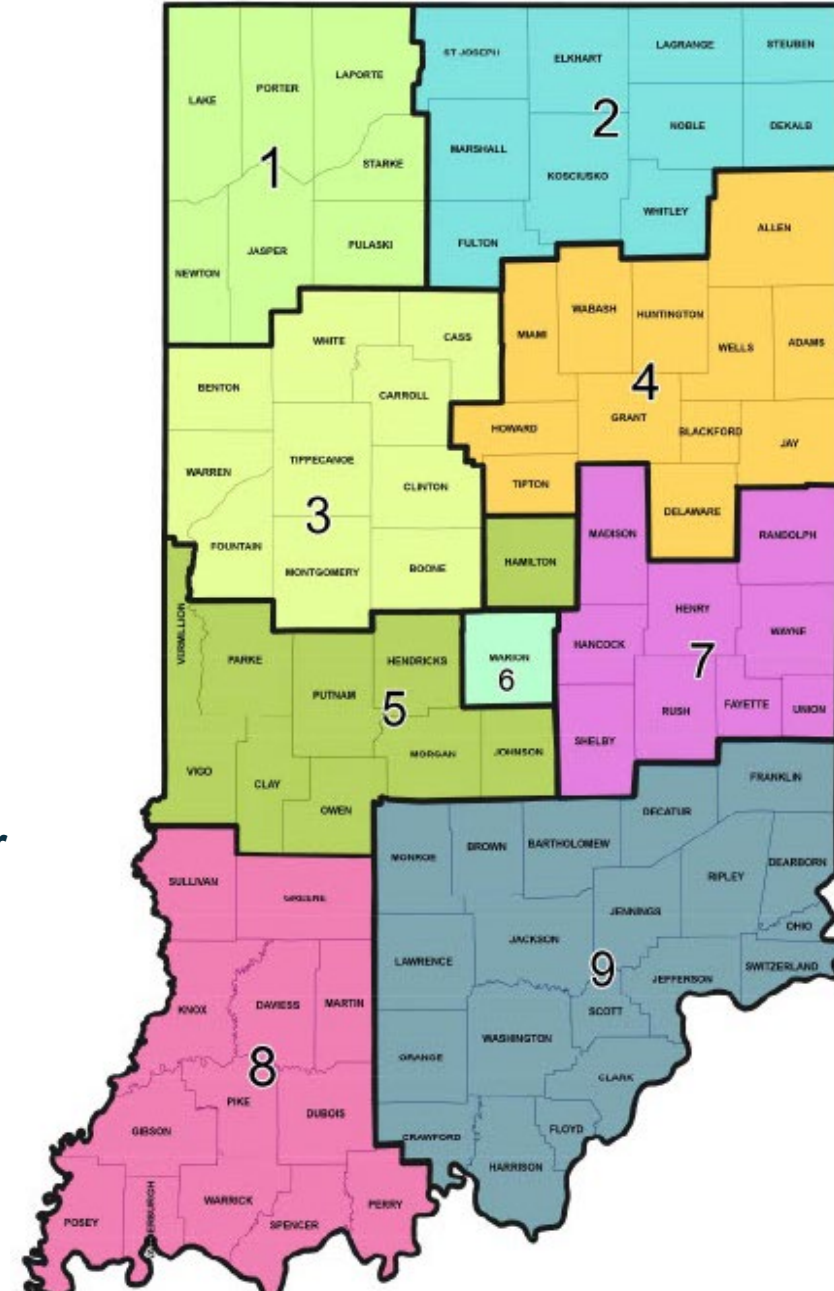 ST JOSEPH
ELKHART
LAGRANGE
STEUBEN
LAKE
PORTER
LAPORTE
2
NOBLE
DEKALB
1
STARKE
MARSHALL
KOSCIUSKO
WHITLEY
NEWTON
JASPER
PULASKI
FULTON
ALLEN
WHITE
CASS
MIAMI
WABASH
HUNTINGTON
WELLS
ADAMS
BENTON
CARROLL
4
HOWARD
GRANT
BLACKFORD
JAY
WARREN
TIPPECANOE
CLINTON
TIPTON
3
DELAWARE
FOUNTAIN
MONTGOMERY
BOONE
HAMILTON
MADISON
RANDOLPH
HENRY
WAYNE
VERMILLION
PARKE
HENDRICKS
MARION
6
HANCOCK
7
PUTNAM
5
RUSH
FAYETTE
UNION
VIGO
CLAY
OWEN
MORGAN
JOHNSON
SHELBY
FRANKLIN
r
SULLIVAN
GREENE
MONROE
BROWN
BARTHOLOMEW
DECATUR
RIPLEY
DEARBORN
JENNINGS
OHIO
LAWRENCE
JACKSON
9
JEFFERSON
SWITZERLAND
KNOX
DAVIESS
MARTIN
SCOTT
WASHINGTON
ORANGE
CLARK
8
PIKE
DUBOIS
GIBSON
CRAWFORD
FLOYD
HARRISON
POSEY
WARRICK
SPENCER
PERRY